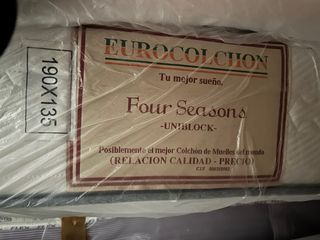 EUROCOLCHON
Tu mejor sueño.
190X135
Four Seasons
-UNIBLOCK-
Posiblemente el mejor Colchón de Muelles del mundo
(RELACION CALIDAD - PRECIO)
C.I.F.